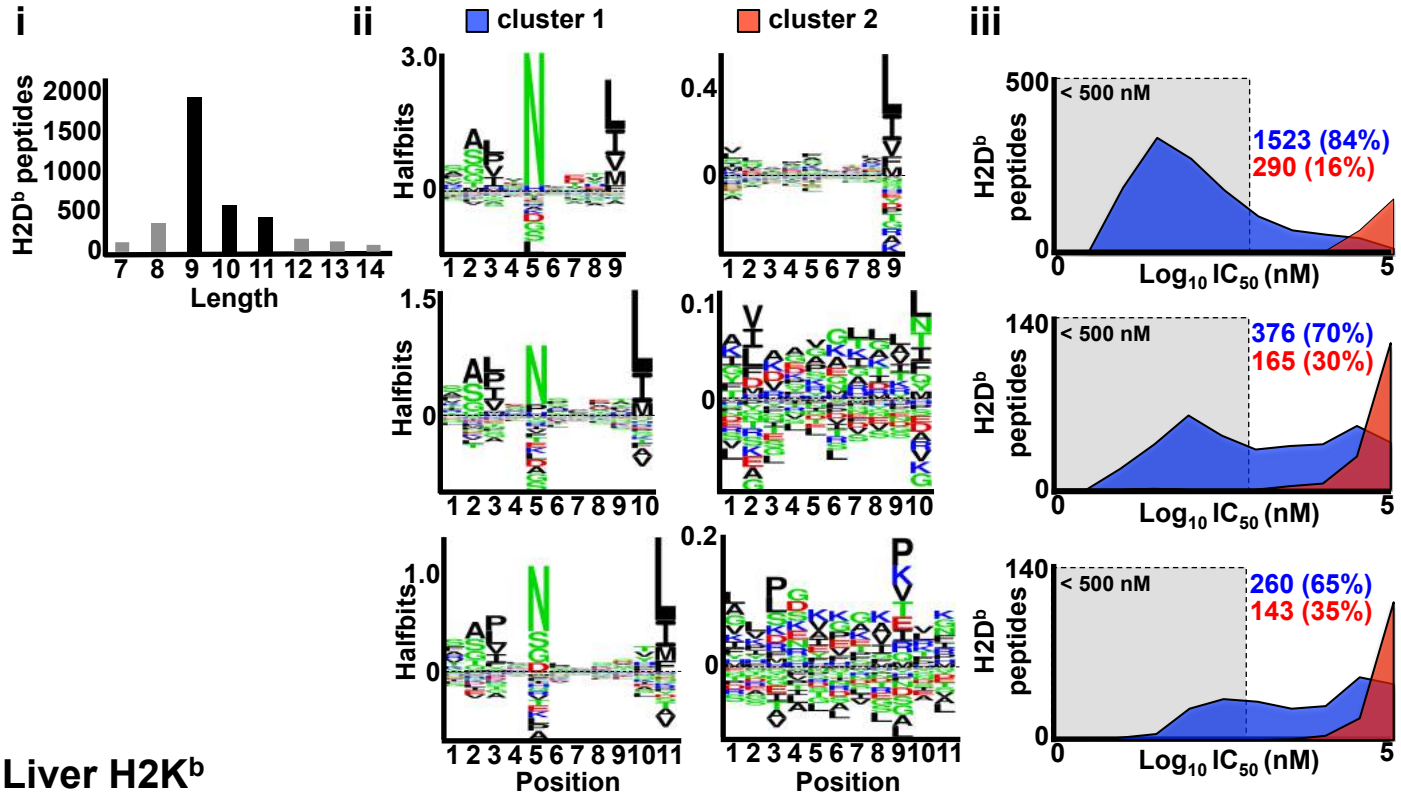 i
ii
cluster 1
cluster 2
iii
H2Dᵇ peptides
2000
1500
1000
500
0
7 8 9 10 11 12 13 14
Length
Halfbits
3.0
0
1 2 3 4 5 6 7 8 9
0.4
0
1 2 3 4 5 6 7 8 9
H2Dᵇ
peptides
500
0
< 500 nM
1523 (84%)
290 (16%)
0 5
Log₁₀ IC₅₀ (nM)
Halfbits
1.5
0
1 2 3 4 5 6 7 8 9 10
0.1
0
1 2 3 4 5 6 7 8 9 10
H2Dᵇ
peptides
140
0
< 500 nM
376 (70%)
165 (30%)
0 5
Log₁₀ IC₅₀ (nM)
Halfbits
1.0
0
1 2 3 4 5 6 7 8 9 10 11
Position
0.2
0
1 2 3 4 5 6 7 8 9 10 11
Position
H2Dᵇ
peptides
140
0
< 500 nM
260 (65%)
143 (35%)
0 5
Log₁₀ IC₅₀ (nM)
Liver H2Kᵇ